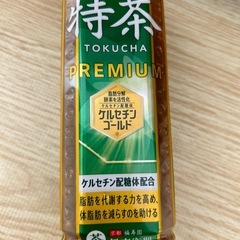 特茶
TOKUCHA
PREMIUM
脂肪分解
酵素を活性化
ケルセチン配糖体
ケルセチン
ゴールド
ケルセチン配糖体配合
脂肪を代謝する力を高め、
体脂肪を減らすのを助ける
茶
京都 福寿園